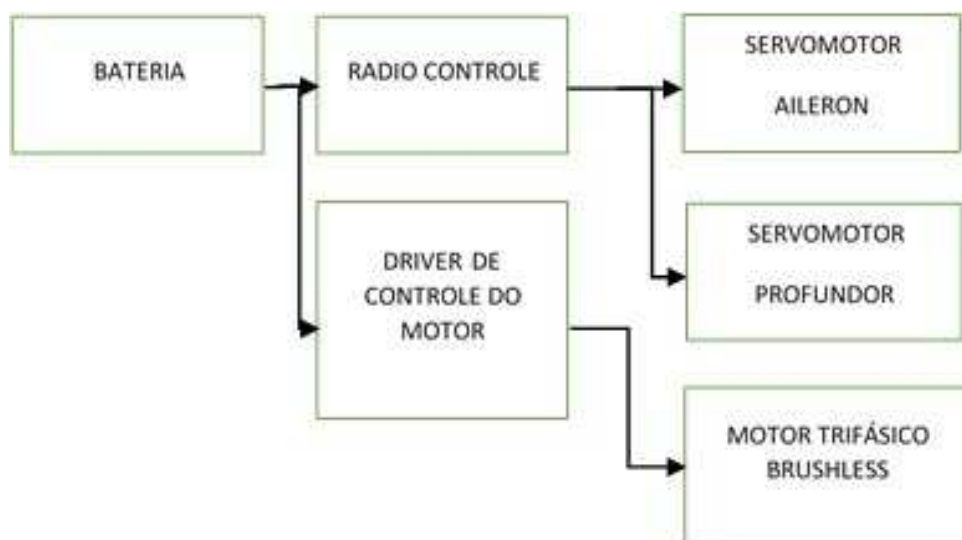 BATERIA
RADIO CONTROLE
SERVOMOTOR
AILERON
DRIVER DE
CONTROLE DO
MOTOR
SERVOMOTOR
PROFUNDOR
MOTOR TRIFÁSICO
BRUSHLESS